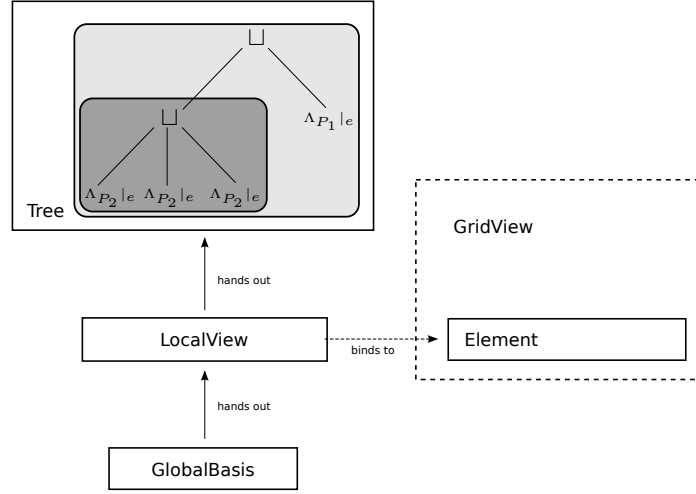 ⊔
Λ_{P_1}|_e
⊔
Λ_{P_2}|_e Λ_{P_2}|_e Λ_{P_2}|_e
Tree
GridView
hands out
LocalView
binds to
Element
hands out
GlobalBasis